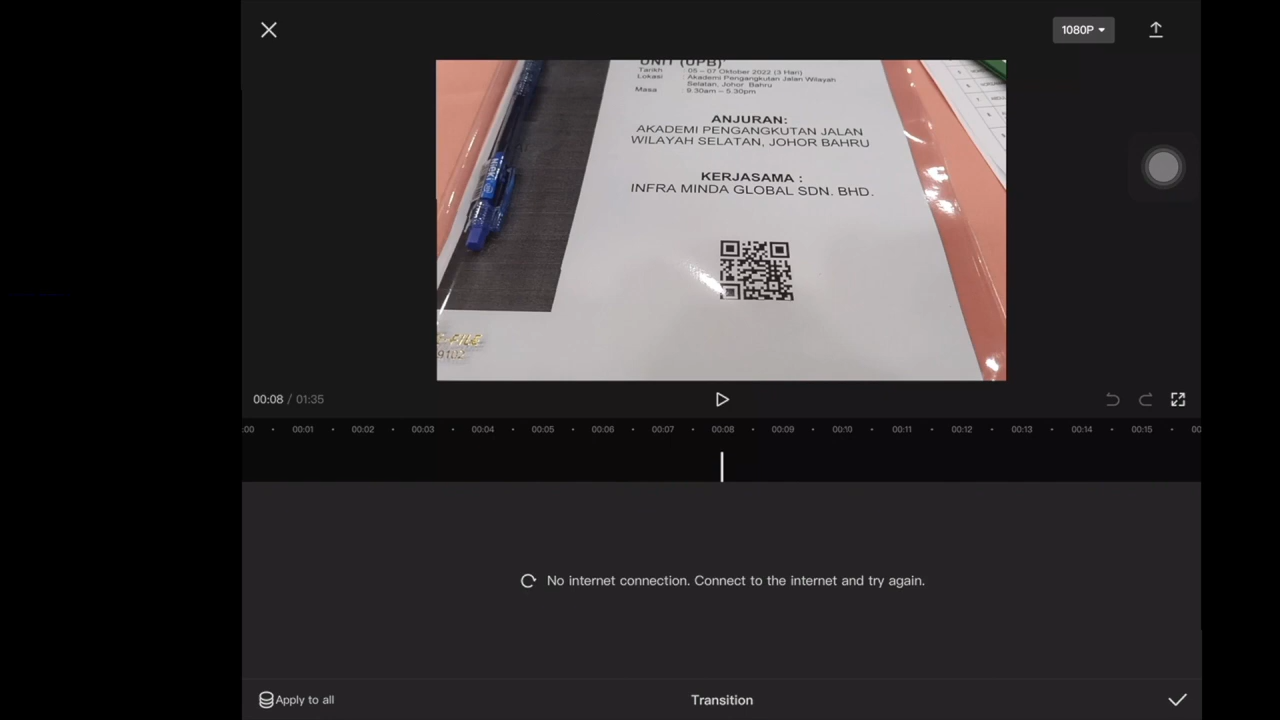 1080P
UNIT (UPB)'
Tarikh : 05 – 07 Oktober 2022 (3 Hari)
Lokasi : Akademi Pengangkutan Jalan Wilayah
Selatan, Johor Bahru
Masa : 9.30am – 5.30pm
ANJURAN:
AKADEMI PENGANGKUTAN JALAN
WILAYAH SELATAN, JOHOR BAHRU
KERJASAMA :
INFRA MINDA GLOBAL SDN. BHD.
00:08 / 01:35
:00 00:01 00:02 00:03 00:04 00:05 00:06 00:07 00:08 00:09 00:10 00:11 00:12 00:13 00:14 00:15 00
No internet connection. Connect to the internet and try again.
Apply to all
Transition